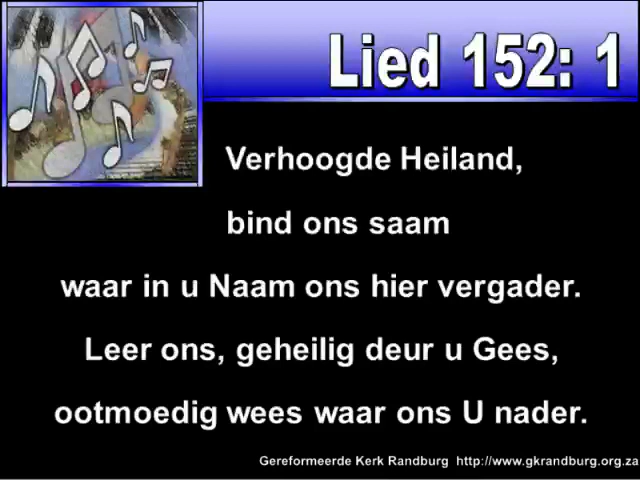 Lied 152: 1
Verhoogde Heiland,
bind ons saam
waar in u Naam ons hier vergader.
Leer ons, geheilig deur u Gees,
ootmoedig wees waar ons U nader.
Gereformeerde Kerk Randburg http://www.gkrandburg.org.za